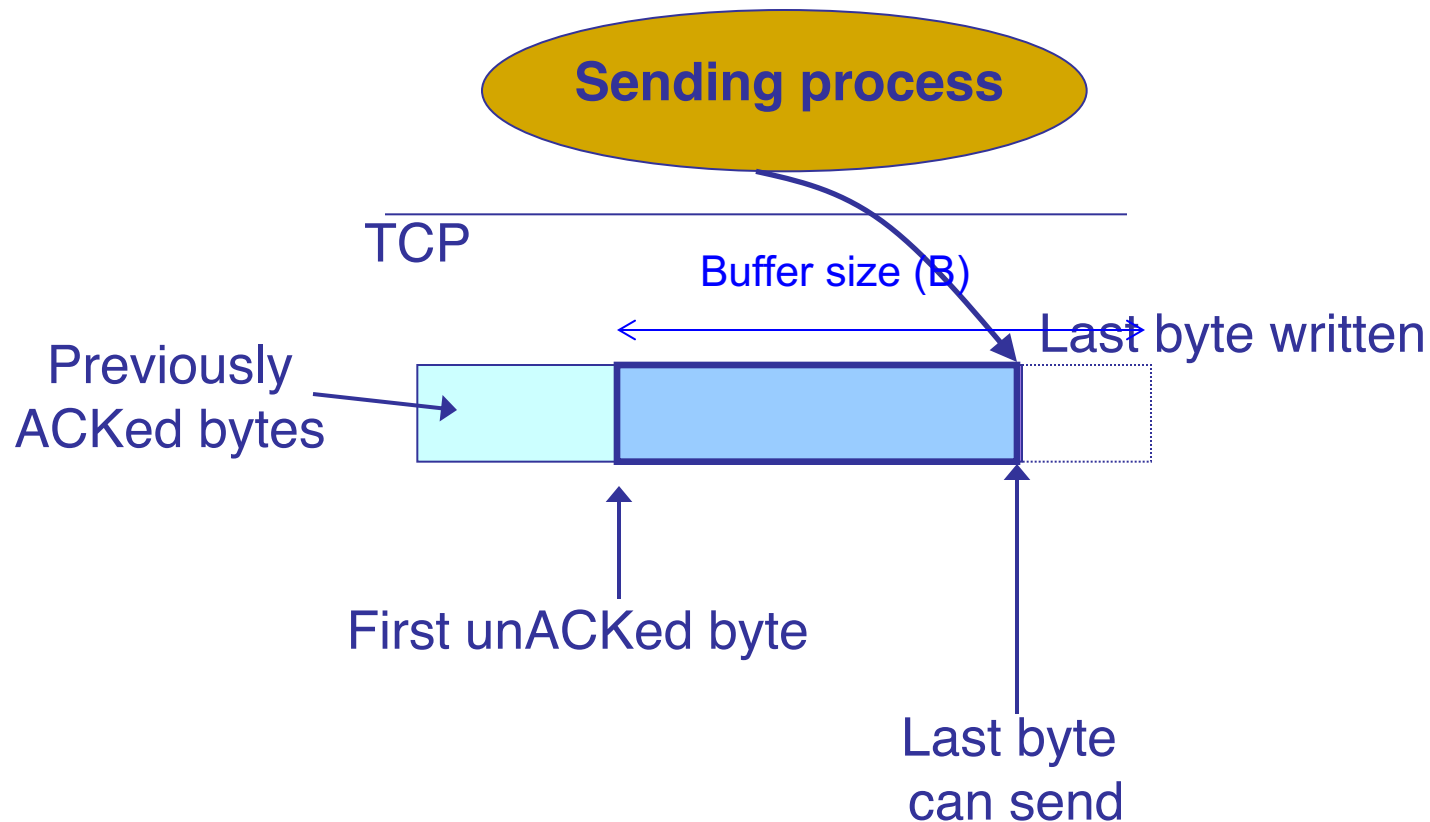 Sending process
TCP
Buffer size (B)
Last byte written
Previously
ACKed bytes
First unACKed byte
Last byte
can send